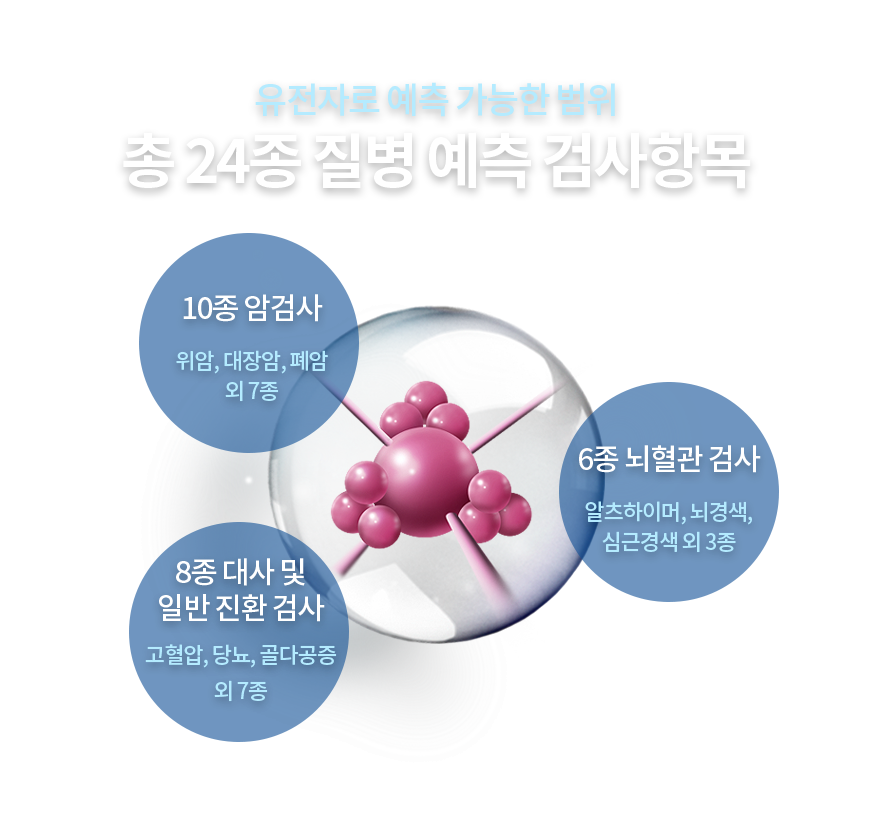 유전자로 예측 가능한 범위
총 24종 질병 예측 검사항목
10종 암검사
위암, 대장암, 폐암
외 7종
6종 뇌혈관 검사
알츠하이머, 뇌경색,
심근경색 외 3종
8종 대사 및
일반 진환 검사
고혈압, 당뇨, 골다공증
외 7종